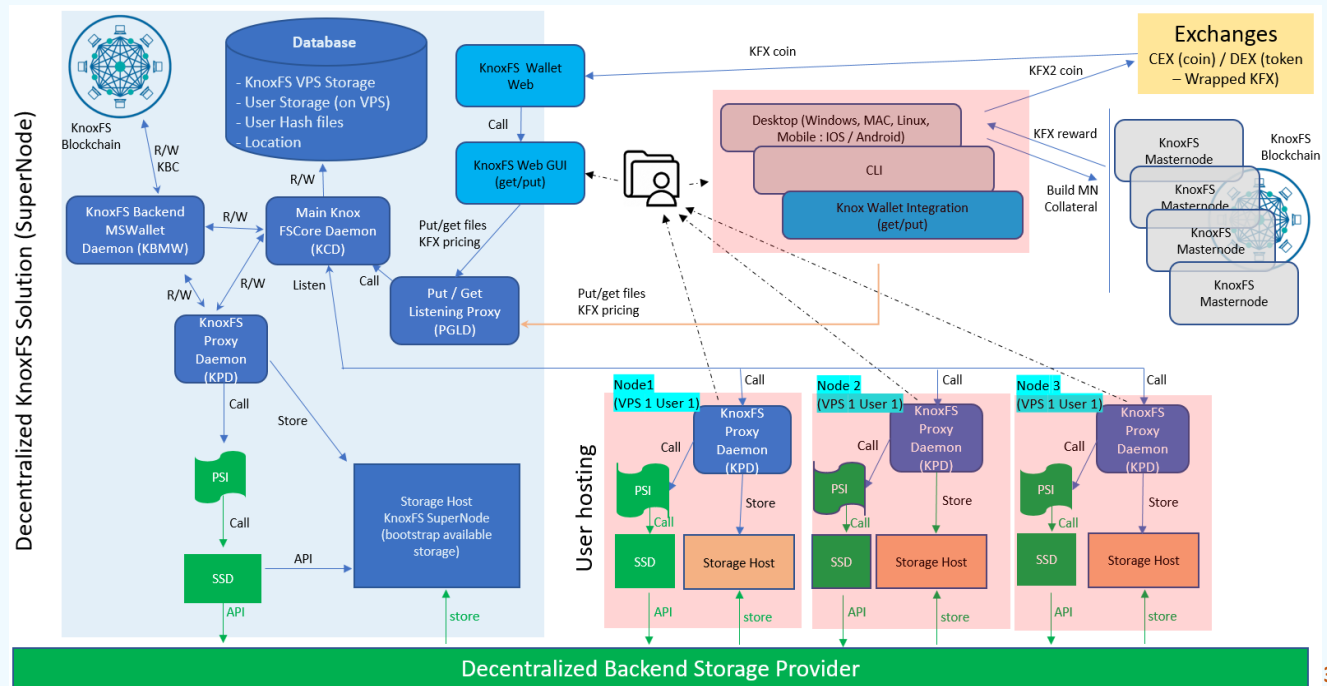 Decentralized KnoxFS Solution (SuperNode)
KnoxFS
Blockchain
Database
- KnoxFS VPS Storage
- User Storage (on VPS)
- User Hash files
- Location
R/W
KBC
R/W
KnoxFS Backend
MSWallet
Daemon (KBMW)
R/W
Main Knox
FSCore Daemon
(KCD)
R/W
R/W
Listen
Call
KnoxFS
Proxy
Daemon
(KPD)
Call
Store
PSI
Call
SSD
API
API
Storage Host
KnoxFS SuperNode
(bootstrap available
storage)
store
KnoxFS Wallet
Web
Call
KnoxFS Web GUI
(get/put)
Put/get files
KFX pricing
Put / Get
Listening Proxy
(PGLD)
KFX coin
KFX2 coin
Exchanges
CEX (coin) / DEX (token
– Wrapped KFX)
Desktop (Windows, MAC, Linux,
Mobile : IOS / Android)
CLI
Knox Wallet Integration
(get/put)
KFX reward
Build MN
Collateral
KnoxFS
Masternode
KnoxFS
Masternode
KnoxFS
Masternode
KnoxFS
Masternode
KnoxFS
Blockchain
Put/get files
KFX pricing
User hosting
Node1
(VPS 1 User 1)
Call
KnoxFS
Proxy
Daemon
(KPD)
Call
PSI
Call
Store
SSD
Storage Host
API
store
Node 2
(VPS 1 User 1)
Call
KnoxFS
Proxy
Daemon
(KPD)
Call
PSI
Call
Store
SSD
Storage Host
API
store
Node 3
(VPS 1 User 1)
Call
KnoxFS
Proxy
Daemon
(KPD)
Call
PSI
Call
Store
SSD
Storage Host
API
store
Decentralized Backend Storage Provider